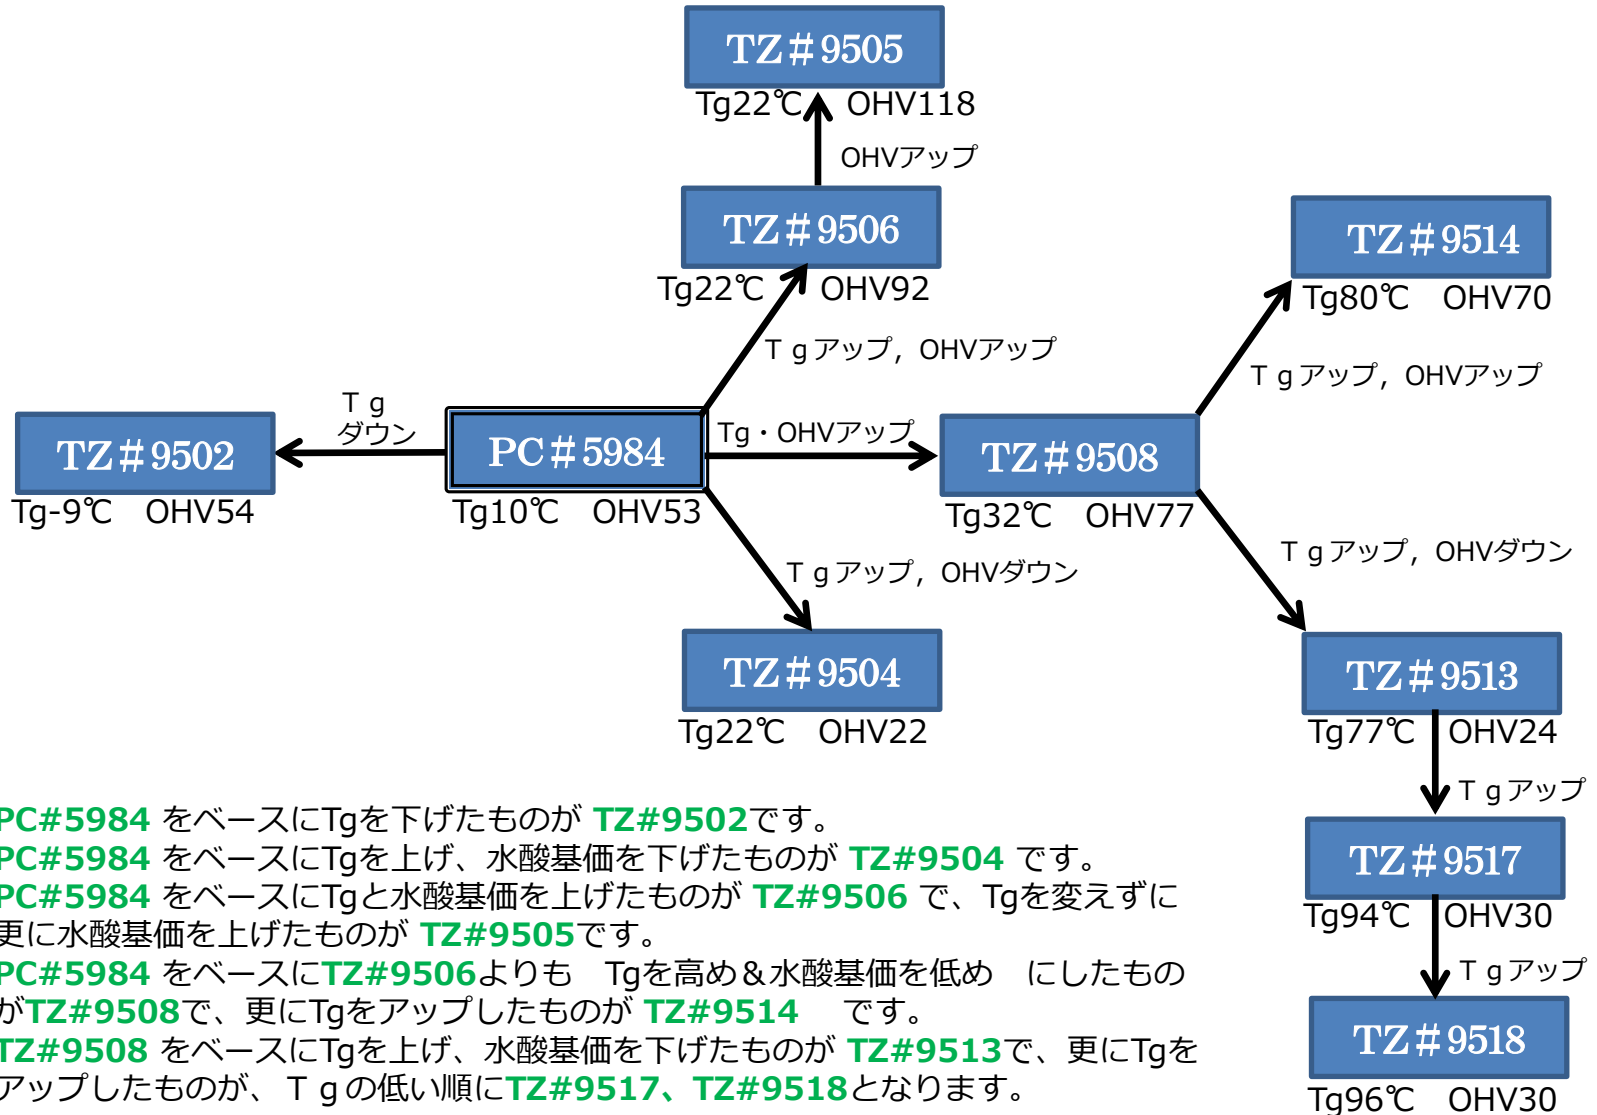 TZ#9505
Tg22℃ OHV118
OHVアップ
TZ#9506
Tg22℃ OHV92
TZ#9514
Tg80℃ OHV70
Ｔｇアップ，OHVアップ
Ｔｇアップ，OHVアップ
Ｔｇ
ダウン
TZ#9502
Tg-9℃ OHV54
PC#5984
Tg10℃ OHV53
Tg・OHVアップ
TZ#9508
Tg32℃ OHV77
Ｔｇアップ，OHVダウン
Ｔｇアップ，OHVダウン
TZ#9504
Tg22℃ OHV22
TZ#9513
Tg77℃ OHV24
Ｔｇアップ
TZ#9517
Tg94℃ OHV30
Ｔｇアップ
TZ#9518
Tg96℃ OHV30
PC#5984 をベースにTgを下げたものが TZ#9502です。
PC#5984 をベースにTgを上げ、水酸基価を下げたものが TZ#9504 です。
PC#5984 をベースにTgと水酸基価を上げたものが TZ#9506 で、Tgを変えずに
更に水酸基価を上げたものが TZ#9505です。
PC#5984 をベースにTZ#9506よりも　Tgを高め＆水酸基価を低め　にしたもの
がTZ#9508で、更にTgをアップしたものが TZ#9514　 です。
TZ#9508 をベースにTgを上げ、水酸基価を下げたものが TZ#9513で、更にTgを
アップしたものが、Ｔｇの低い順にTZ#9517、TZ#9518となります。